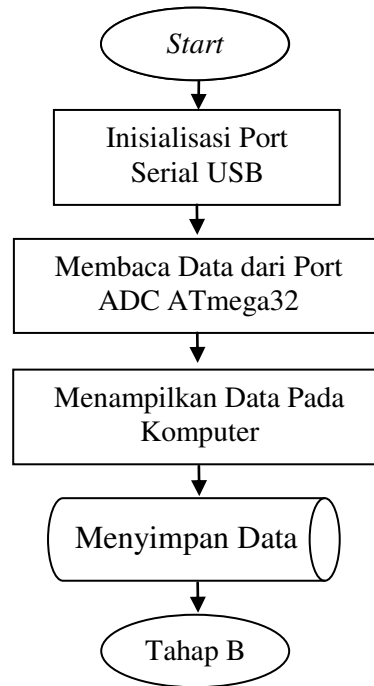 Start
Inisialisasi Port
Serial USB
Membaca Data dari Port
ADC ATmega32
Menampilkan Data Pada
Komputer
Menyimpan Data
Tahap B